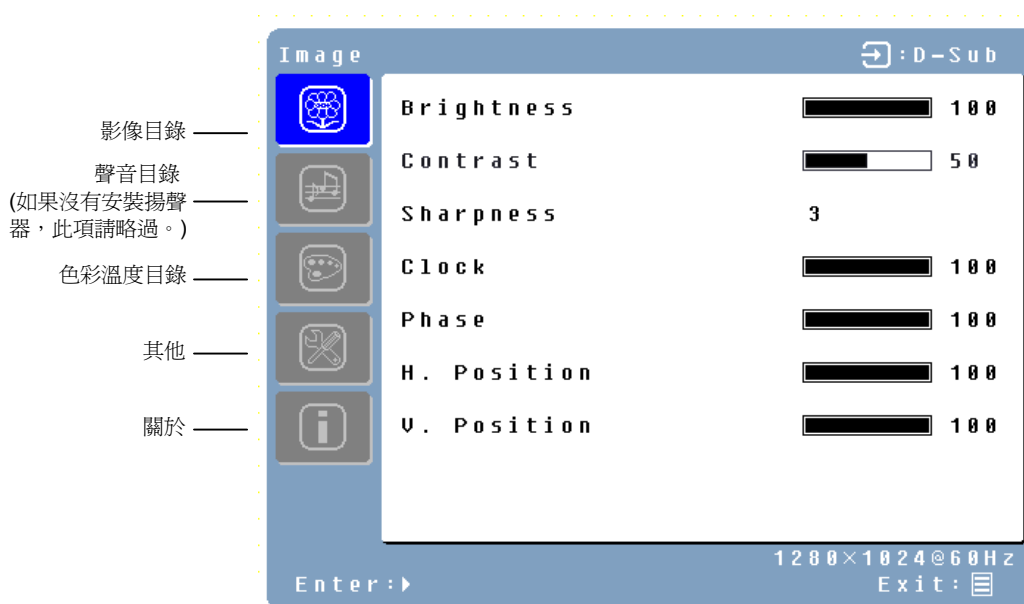 Image
:D-Sub
影像目錄
聲音目錄
(如果沒有安裝揚聲
器，此項請略過。)
色彩溫度目錄
其他
關於
Brightness 100
Contrast 50
Sharpness 3
Clock 100
Phase 100
H. Position 100
V. Position 100
1280×1024@60Hz
Enter:
Exit: